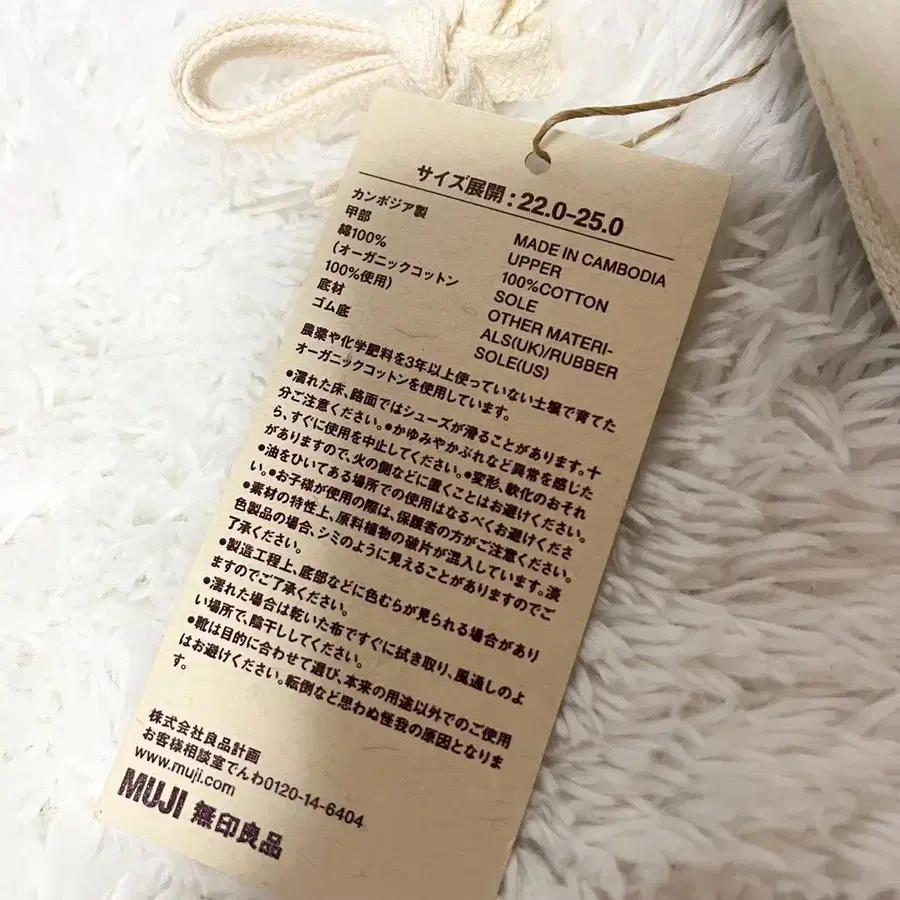 サイズ展開：22.0-25.0
カンボジア製
甲部
綿100%
(オーガニックコットン
100%使用)
底材
ゴム底
MADE IN CAMBODIA
UPPER
100%COTTON
SOLE
OTHER MATERI-
ALS(UK)/RUBBER
SOLE(US)
農薬や化学肥料を3年以上使っていない土壌で育てた
オーガニックコットンを使用しています。
●濡れた床、路面ではシューズが滑ることがあります。十
分ご注意ください。●かゆみやかぶれなど異常を感じた
ら、すぐに使用を中止してください。●変形、軟化のおそれ
がありますので、火の側などに置くことはお避けください。
●油をひいてある場所での使用はなるべくお避けくださ
い。●お子様が使用の際は、保護者の方がご注意ください。
●素材の特性上、原料植物の破片が混入しています。淡
色製品の場合、シミのように見えることがありますのでご
了承ください。
●製造工程上、底部などに色むらが見られる場合があり
ますのでご了承ください。
●濡れた場合は乾いた布ですぐに拭き取り、風通しのよ
い場所で、陰干ししてください。
●靴は目的に合わせて選び、本来の用途以外でのご使用
はお避けください。転倒など思わぬ怪我の原因となりま
す。
株式会社良品計画
お客様相談室でんわ0120-14-6404
www.muji.com
MUJI 無印良品